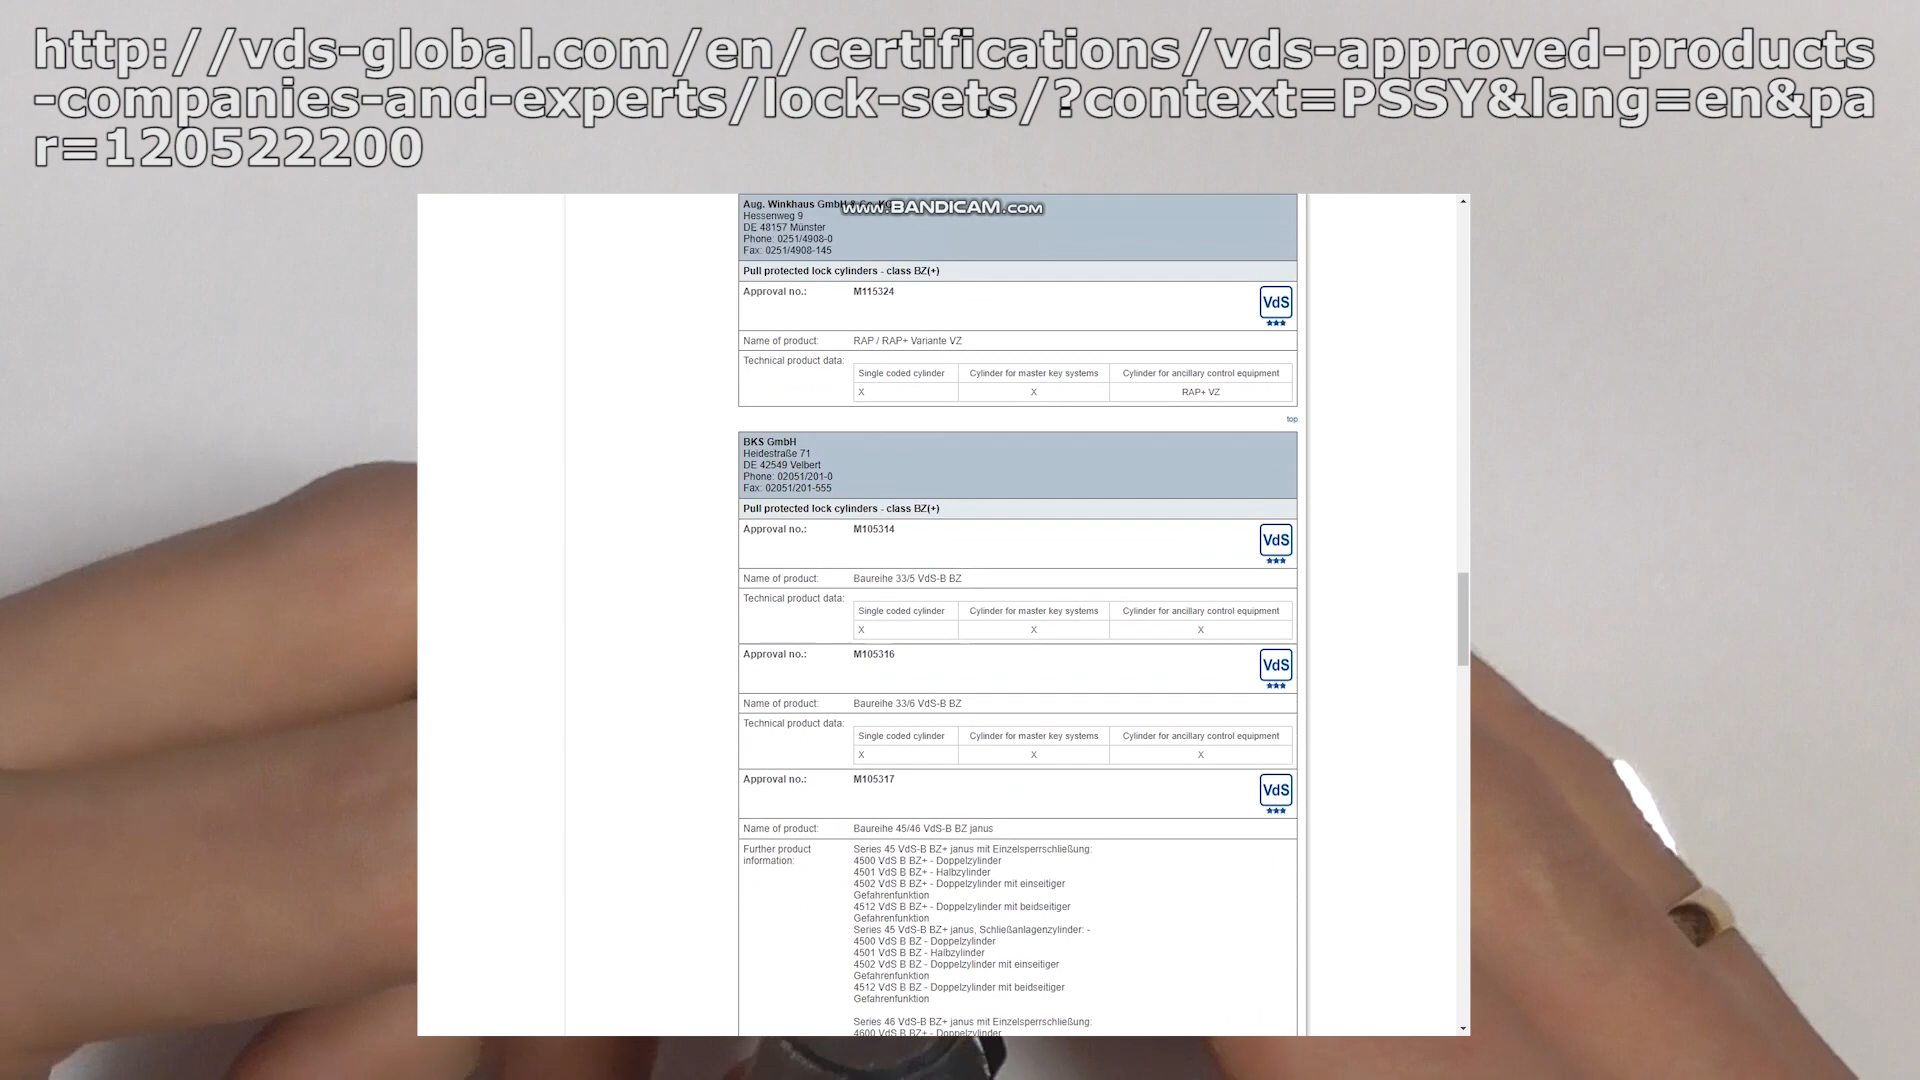 http://vds-global.com/en/certifications/vds-approved-products
-companies-and-experts/lock-sets/?context=PSSY&lang=en&pa
r=120522200
Aug. Winkhaus GmbH & Co. KG
www.BANDICAM.com
Hessenweg 9
DE 48157 Münster
Phone: 0251/4908-0
Fax: 0251/4908-145
Pull protected lock cylinders - class BZ(+)
Approval no.: M115324
VdS
Name of product: RAP / RAP+ Variante VZ
Technical product data:
Single coded cylinder Cylinder for master key systems Cylinder for ancillary control equipment
X X RAP+ VZ
top
BKS GmbH
Heidestraße 71
DE 42549 Velbert
Phone: 02051/201-0
Fax: 02051/201-555
Pull protected lock cylinders - class BZ(+)
Approval no.: M105314
VdS
Name of product: Baureihe 33/5 VdS-B BZ
Technical product data:
Single coded cylinder Cylinder for master key systems Cylinder for ancillary control equipment
X X X
Approval no.: M105316
VdS
Name of product: Baureihe 33/6 VdS-B BZ
Technical product data:
Single coded cylinder Cylinder for master key systems Cylinder for ancillary control equipment
X X X
Approval no.: M105317
VdS
Name of product: Baureihe 45/46 VdS-B BZ janus
Further product Series 45 VdS-B BZ+ janus mit Einzelsperrschließung:
information: 4500 VdS B BZ+ - Doppelzylinder
4501 VdS B BZ+ - Halbzylinder
4502 VdS B BZ+ - Doppelzylinder mit einseitiger
Gefahrenfunktion
4512 VdS B BZ+ - Doppelzylinder mit beidseitiger
Gefahrenfunktion
Series 45 VdS-B BZ+ janus, Schließanlagenzylinder: -
4500 VdS B BZ - Doppelzylinder
4501 VdS B BZ - Halbzylinder
4502 VdS B BZ - Doppelzylinder mit einseitiger
Gefahrenfunktion
4512 VdS B BZ - Doppelzylinder mit beidseitiger
Gefahrenfunktion
Series 46 VdS-B BZ+ janus mit Einzelsperrschließung:
4600 VdS B BZ+ - Doppelzylinder